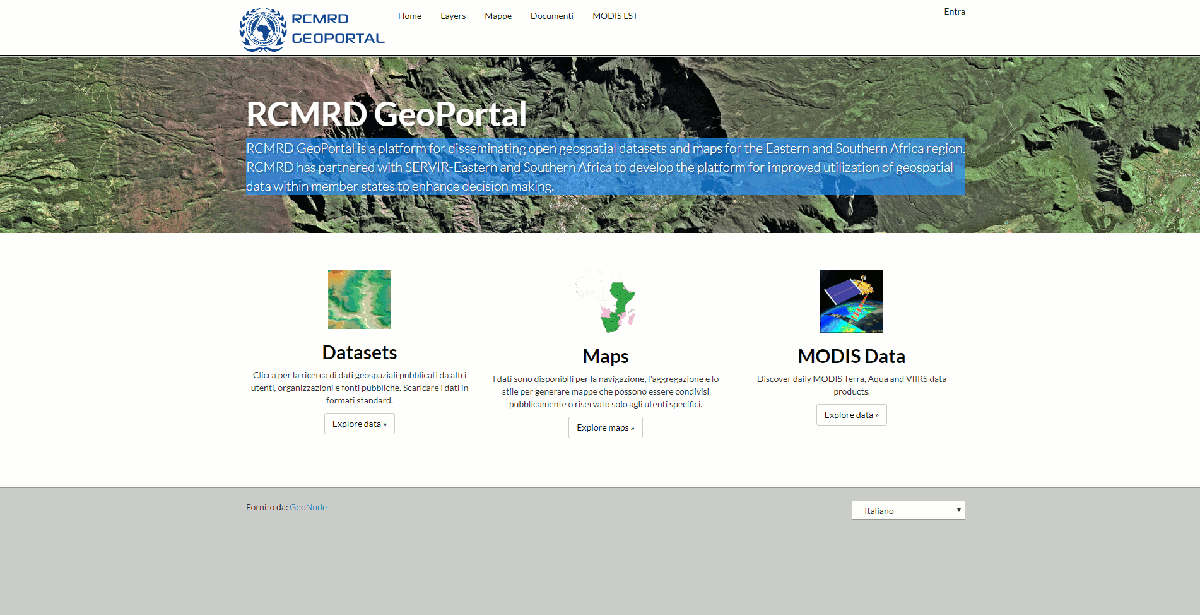 RCMRD
GEOPORTAL
Home Layers Mappe Documenti MODIS EST
Entra
RCMRD GeoPortal
RCMRD GeoPortal is a platform for disseminating open geospatial datasets and maps for the Eastern and Southern Africa region.
RCMRD has partnered with SERVIR-Eastern and Southern Africa to develop the platform for improved utilization of geospatial
data within member states to enhance decision making.
Datasets
Clicca per la ricerca di dati geospaziali pubblicati da altri
utenti, organizzazioni e fonti pubbliche. Scaricare i dati in
formati standard.
Explore data »
Maps
I dati sono disponibili per la navigazione, l'aggregazione e lo
stile per generare mappe che possono essere condivisi
pubblicamente o riservato solo agli utenti specifici.
Explore maps »
MODIS Data
Discover daily MODIS Terra, Aqua and VIIRS data
products.
Explore data »
Fornito da: GeoNode
Italiano